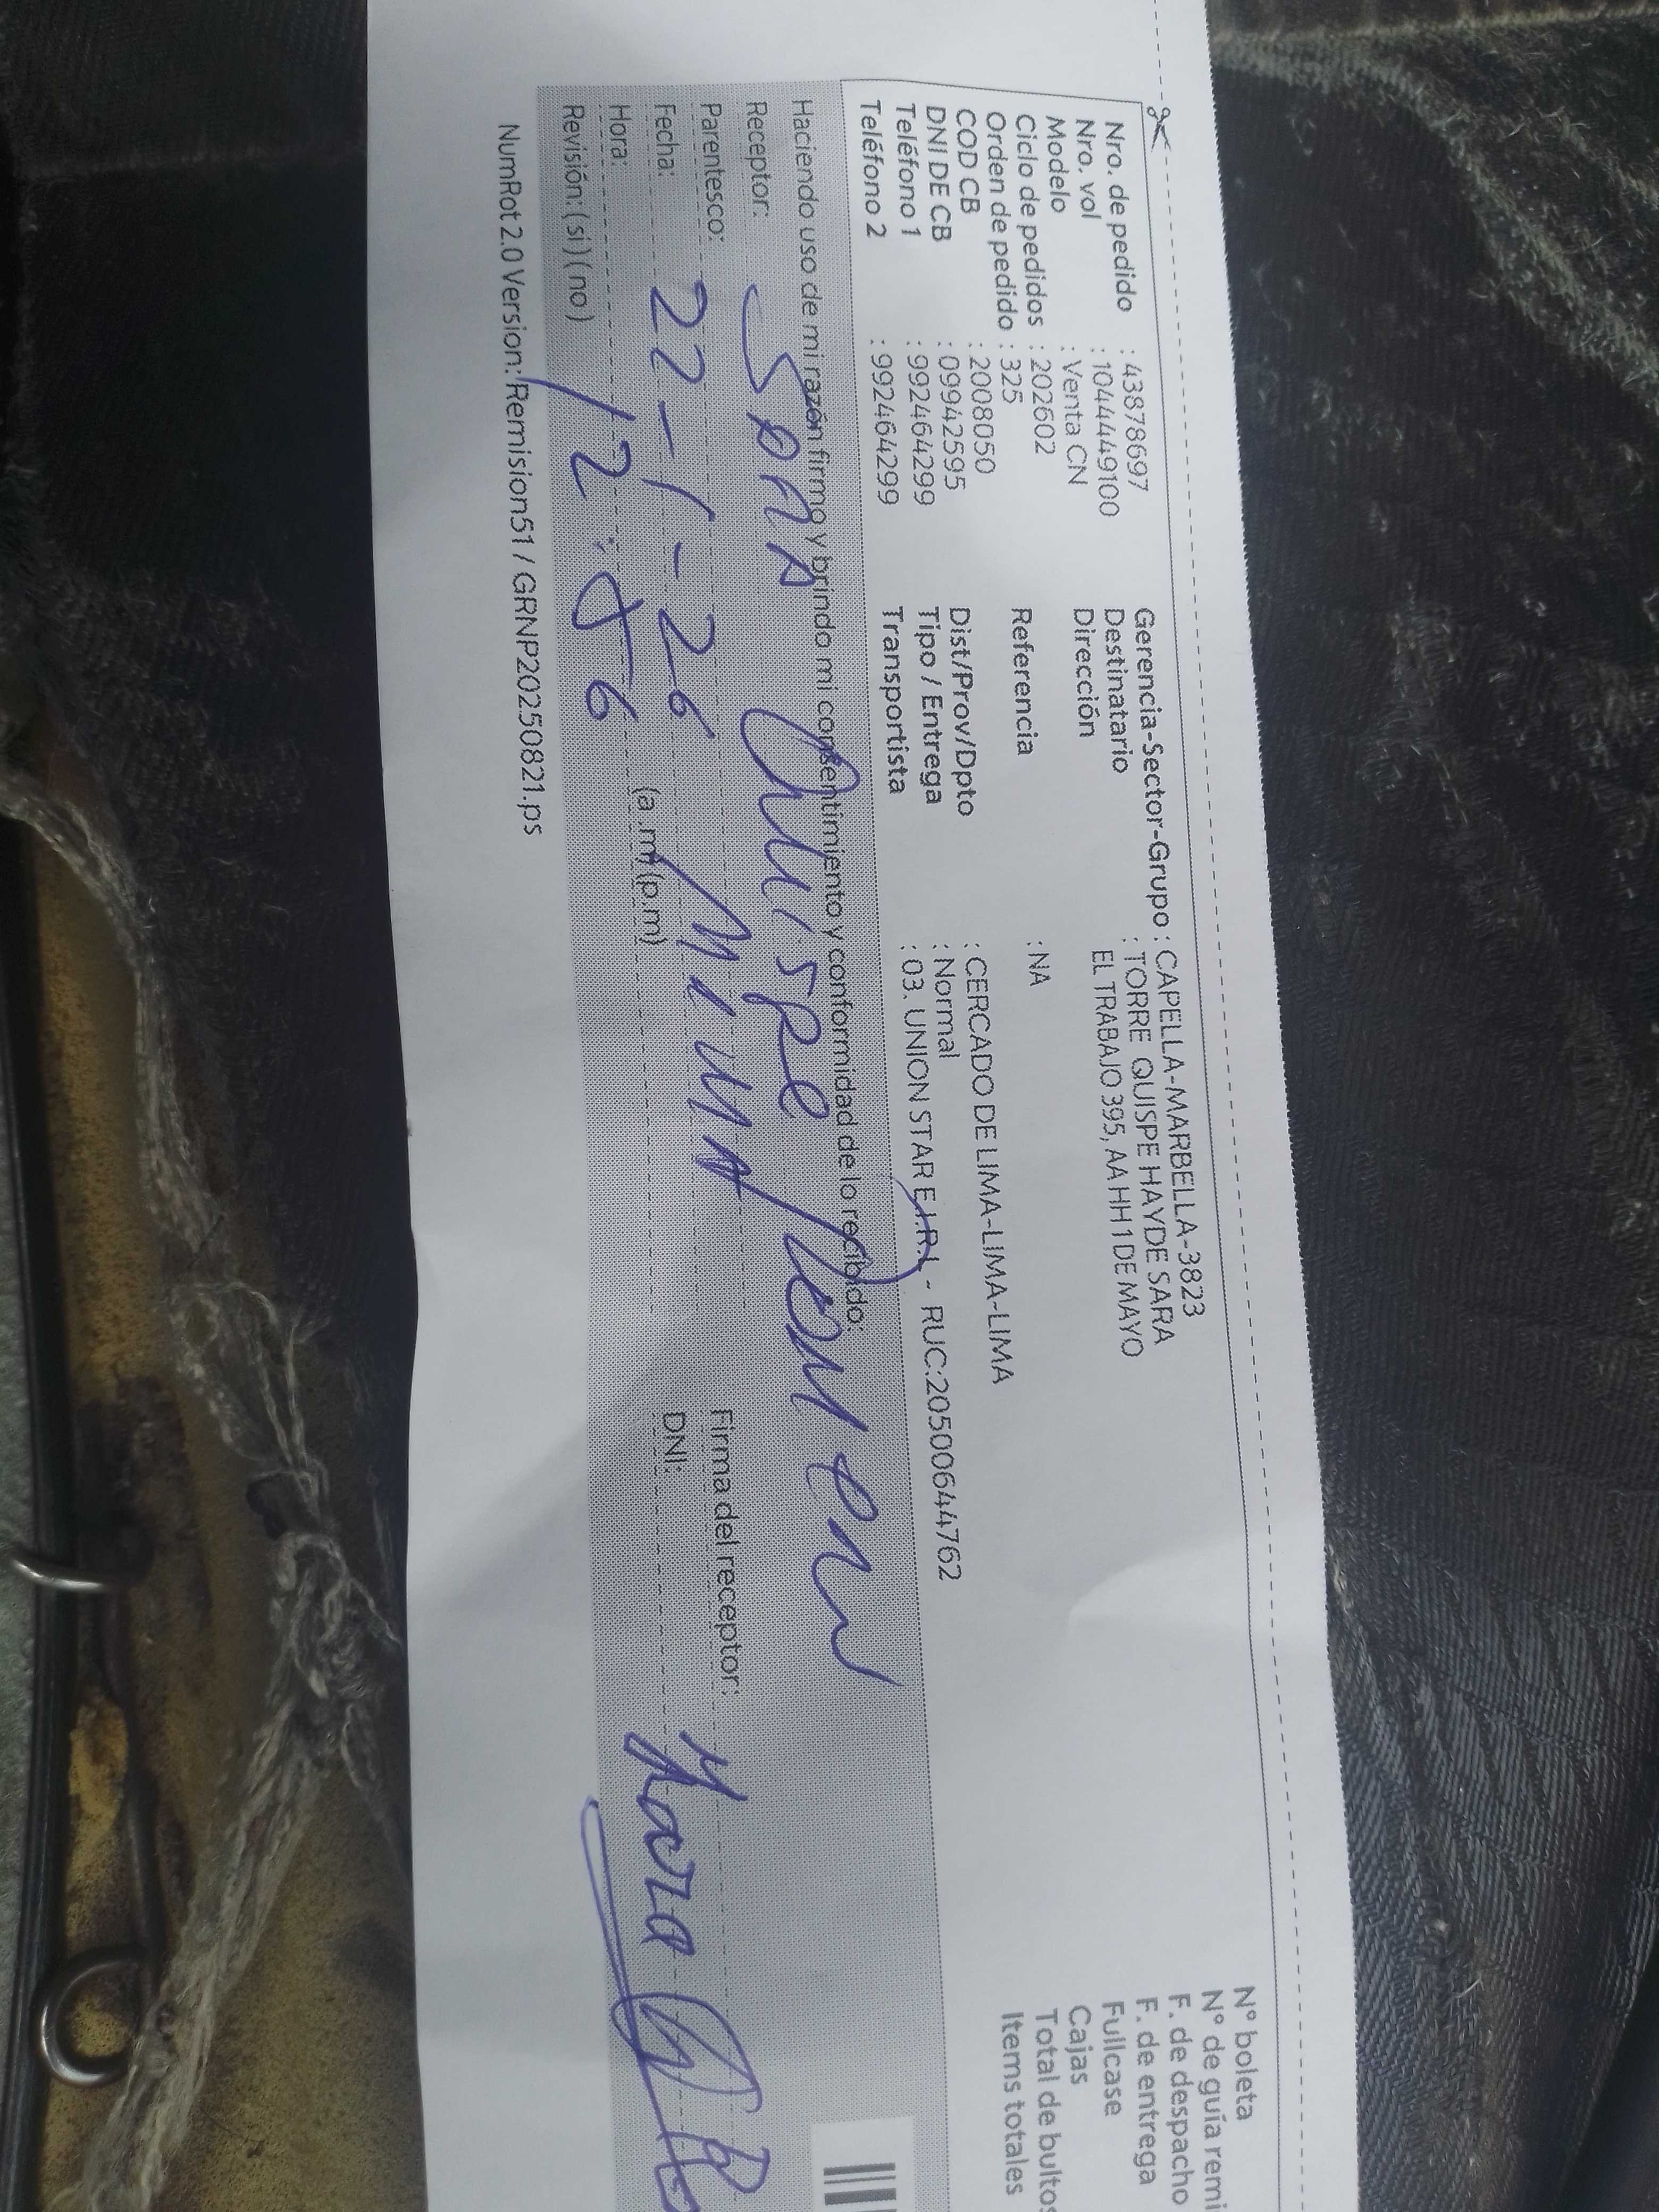 Nro. de pedido : 43878697
Nro. vol : 1044449100
Modelo : Venta CN
Ciclo de pedidos : 202602
Orden de pedido : 325
COD CB : 2008050
DNI DE CB : 09942595
Teléfono 1 : 992464299
Teléfono 2 : 992464299
Gerencia-Sector-Grupo : CAPELLA-MARBELLA-3823
Destinatario : TORRE QUISPE HAYDE SARA
Dirección EL TRABAJO 395, AA HH 1 DE MAYO
Referencia : NA
Dist/Prov/Dpto : CERCADO DE LIMA-LIMA-LIMA
Tipo / Entrega : Normal
Transportista : 03. UNION STAR E.I.R.L - RUC:20500644762
N° boleta
N° de guía remi
F. de despacho
F. de entrega
Fullcase
Cajas
Total de bultos
Items totales
Haciendo uso de mi razón firmo y brindo mi consentimiento y conformidad de lo recibido:
Receptor: SARA Quispe
Parentesco:
Fecha: 22-1-26
Hora: 12:56 (a.m) (p.m)
Revisión: (si) (no)
Firma del receptor:
DNI:
NumRot 2.0 Version: Remision51 / GRNP20250821.ps